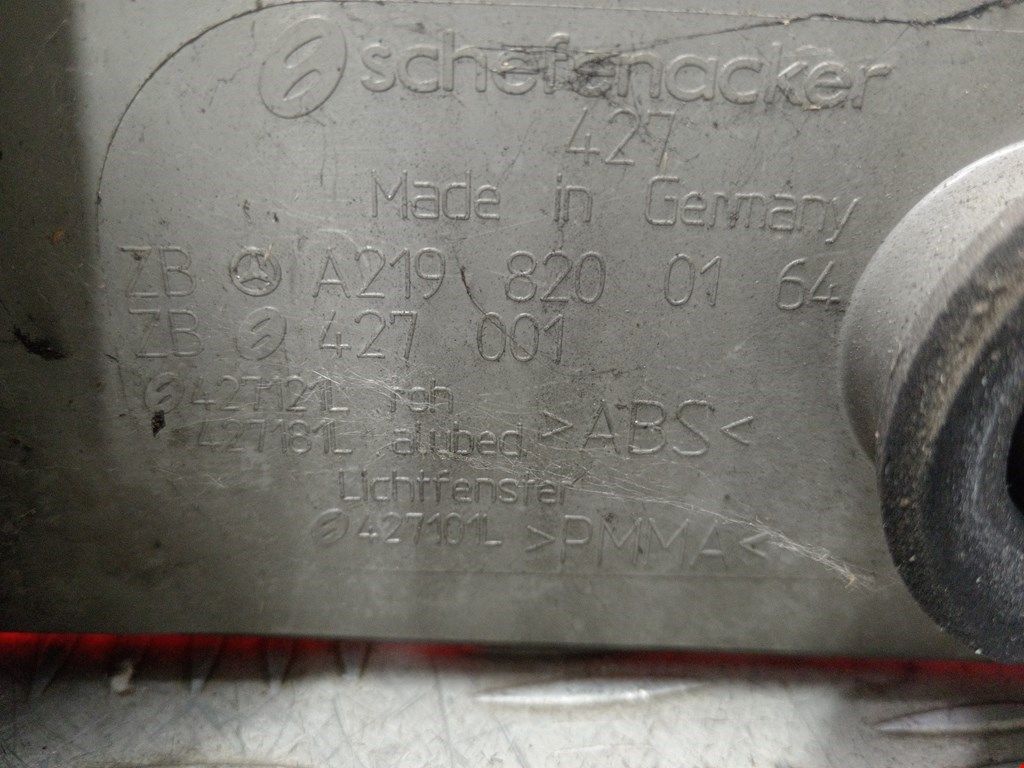 schefenacker
427
Made in Germany
ZB A219 820 01 64
ZB 427 001
427121L roh
427181L alubed >ABS<
Lichtfenster
427101L >PMMA<